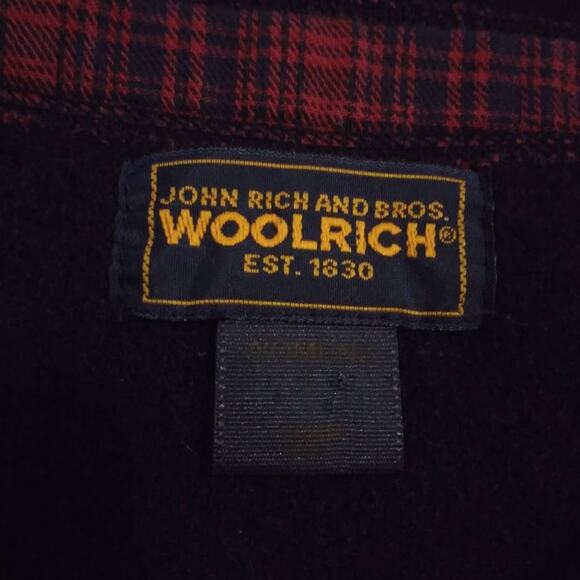 JOHN RICH AND BROS.
WOOLRICH®
EST. 1830